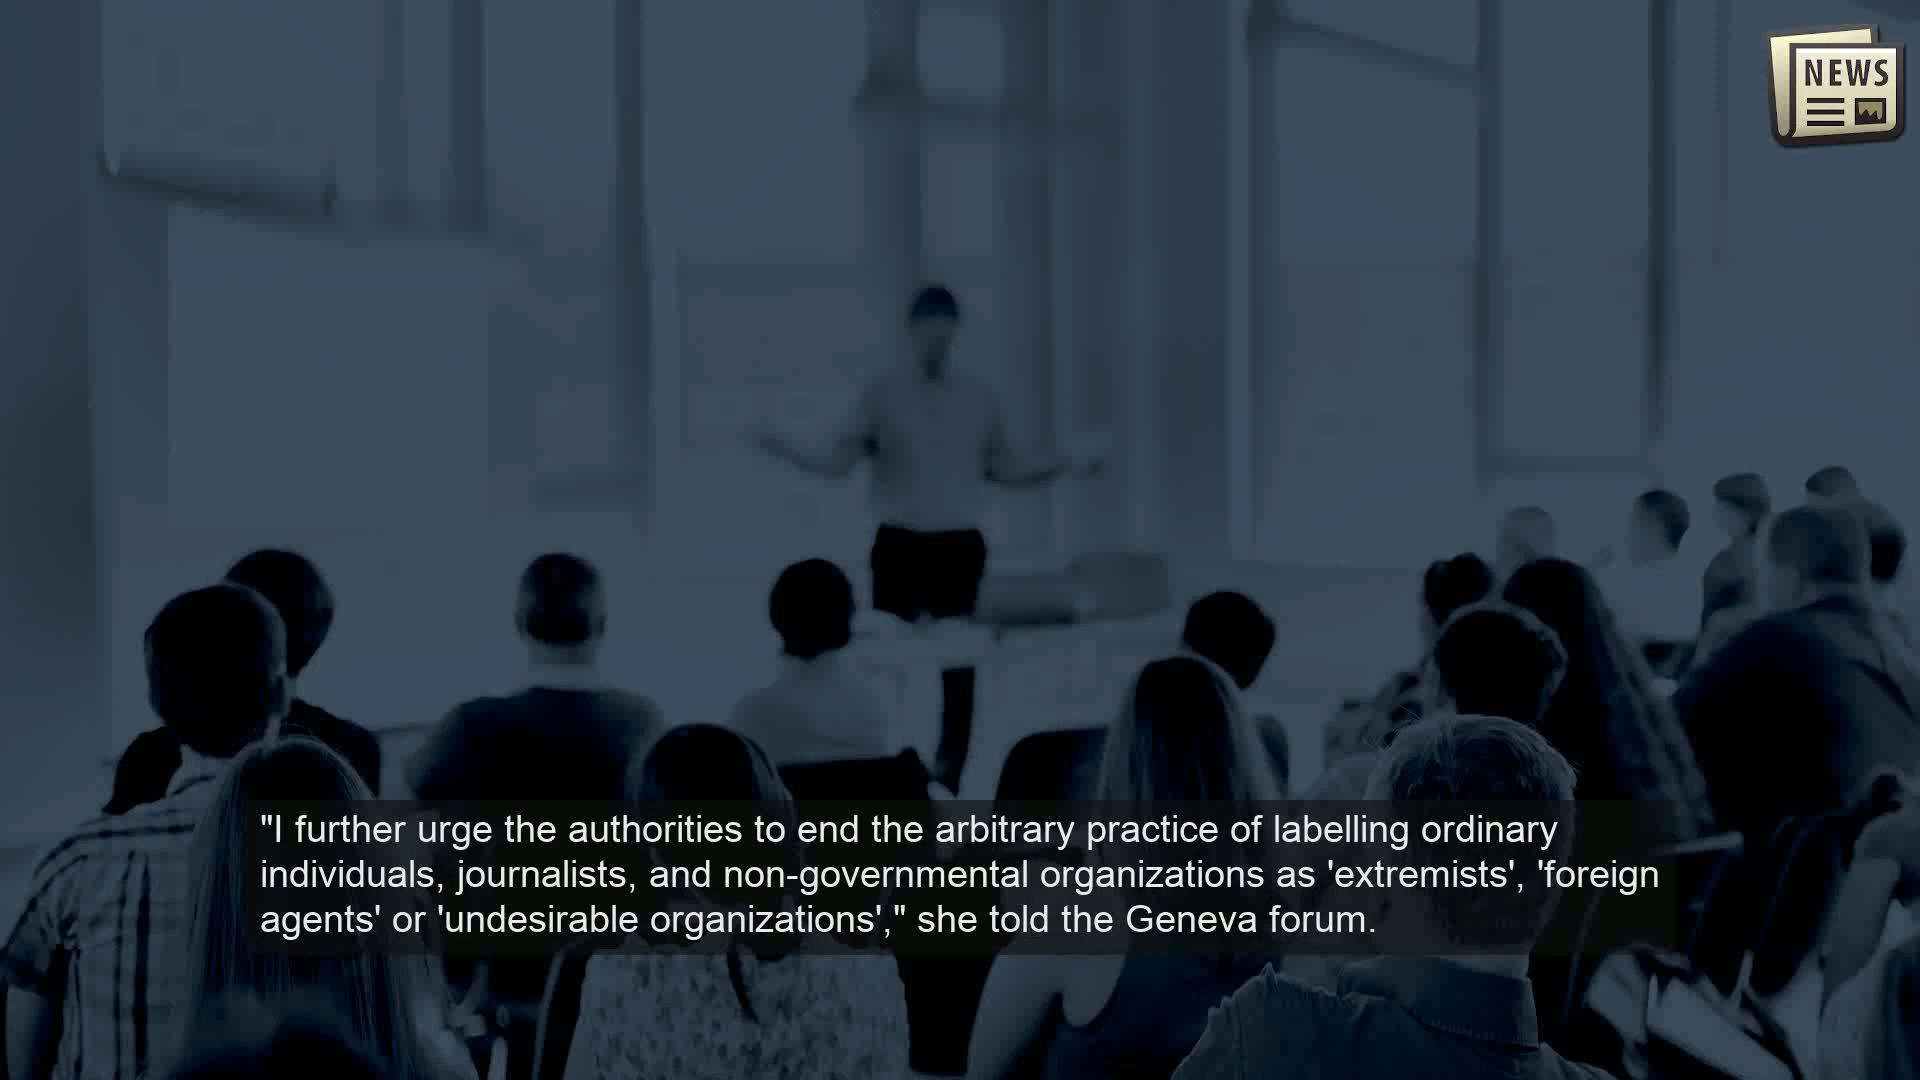 NEWS
"I further urge the authorities to end the arbitrary practice of labelling ordinary
individuals, journalists, and non-governmental organizations as 'extremists', 'foreign
agents' or 'undesirable organizations'," she told the Geneva forum.